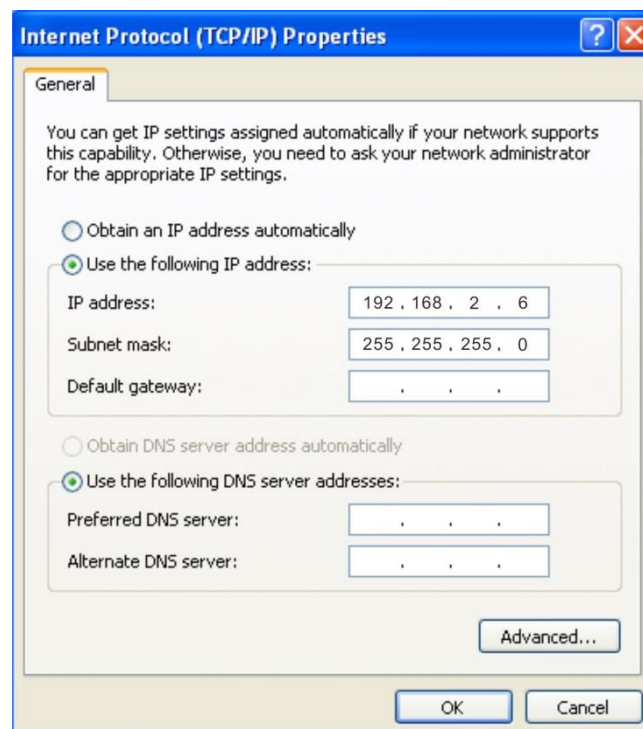 Internet Protocol (TCP/IP) Properties
General
You can get IP settings assigned automatically if your network supports
this capability. Otherwise, you need to ask your network administrator
for the appropriate IP settings.
Obtain an IP address automatically
Use the following IP address:
IP address: 192 . 168 . 2 . 6
Subnet mask: 255 . 255 . 255 . 0
Default gateway: . . .
Obtain DNS server address automatically
Use the following DNS server addresses:
Preferred DNS server: . . .
Alternate DNS server: . . .
Advanced...
OK Cancel